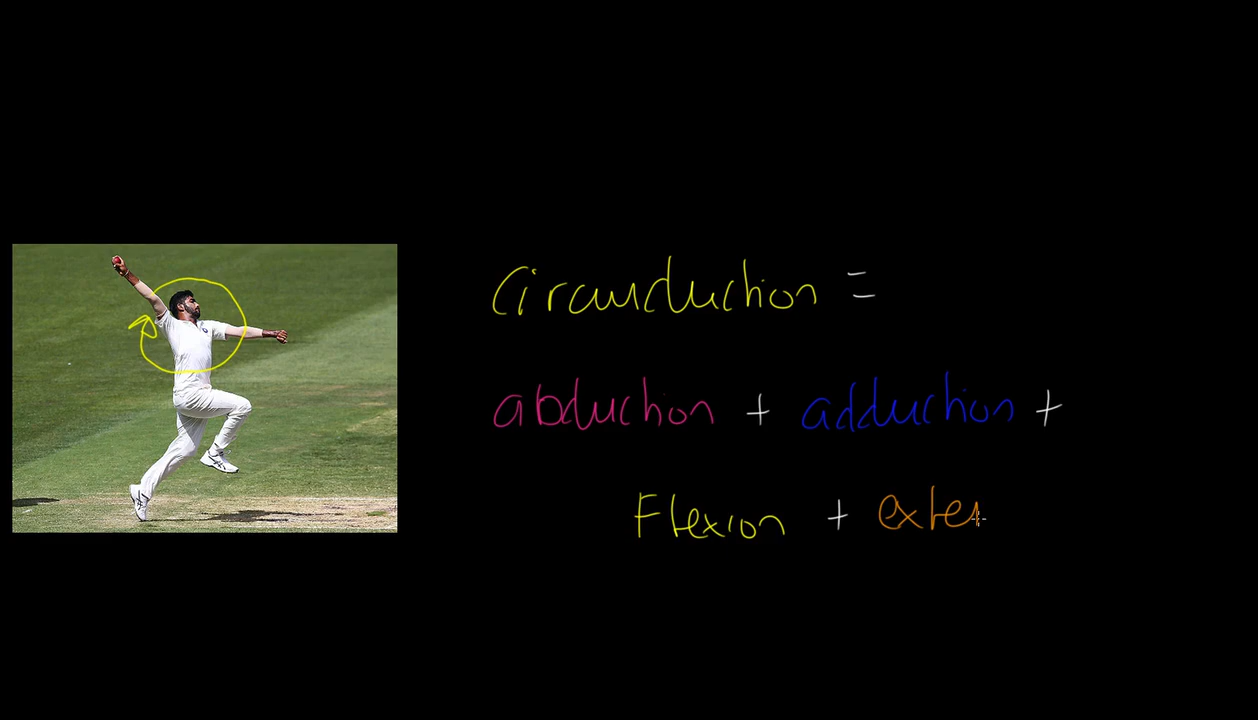 Circumduction =
abduction + adduction +
Flexion + exten